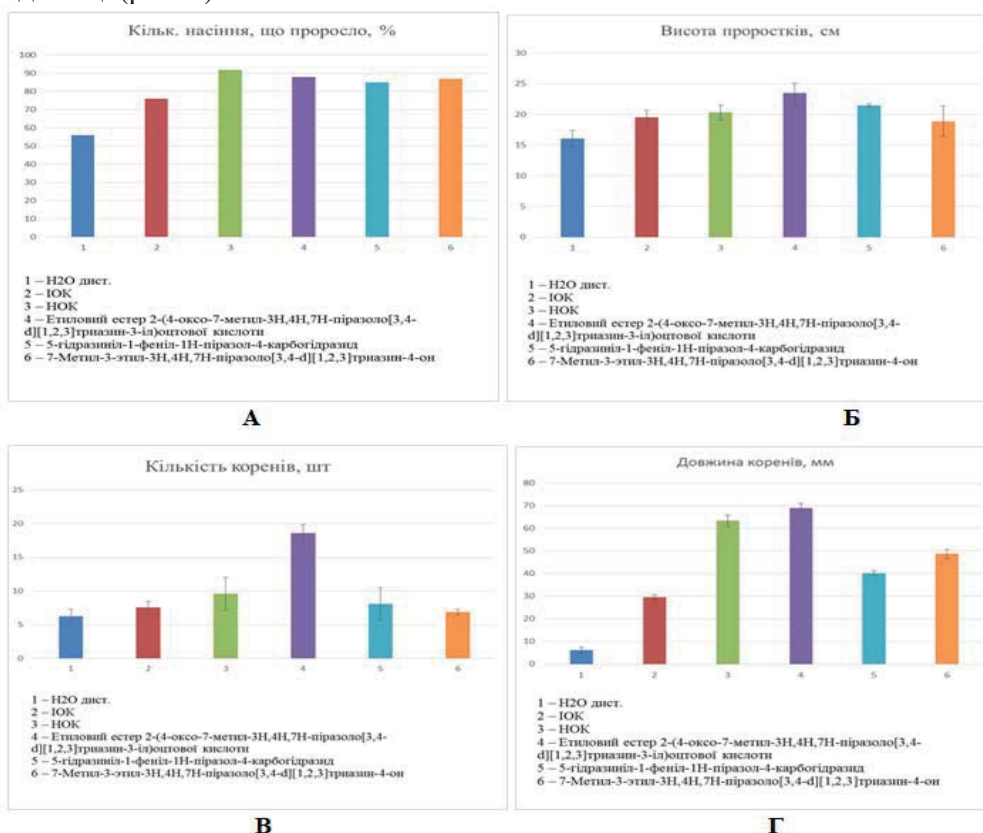 Кільк. насіння, що проросло, %
100
90
80
70
60
50
40
30
20
10
0
1 2 3 4 5 6
1 – H2O дист.
2 – ІОК
3 – НОК
4 – Етиловий естер 2-(4-оксо-7-метил-3H,4H,7H-піразоло[3,4-
d][1,2,3]триазин-3-іл)оцтової кислоти
5 – 5-гідразиніл-1-феніл-1H-піразол-4-карбогідразид
6 – 7-Метил-3-этил-3H,4H,7H-піразоло[3,4-d][1,2,3]триазин-4-он
А
Висота проростків, см
30
25
20
15
10
5
0
1 2 3 4 5 6
1 – H2O дист.
2 – ІОК
3 – НОК
4 – Етиловий естер 2-(4-оксо-7-метил-3H,4H,7H-піразоло[3,4-
d][1,2,3]триазин-3-іл)оцтової кислоти
5 – 5-гідразиніл-1-феніл-1H-піразол-4-карбогідразид
6 – 7-Метил-3-этил-3H,4H,7H-піразоло[3,4-d][1,2,3]триазин-4-он
Б
Кількість коренів, шт
25
20
15
10
5
0
1 2 3 4 5 6
1 – H2O дист.
2 – ІОК
3 – НОК
4 – Етиловий естер 2-(4-оксо-7-метил-3H,4H,7H-піразоло[3,4-
d][1,2,3]триазин-3-іл)оцтової кислоти
5 – 5-гідразиніл-1-феніл-1H-піразол-4-карбогідразид
6 – 7-Метил-3-этил-3H,4H,7H-піразоло[3,4-d][1,2,3]триазин-4-он
В
Довжина коренів, мм
80
70
60
50
40
30
20
10
0
1 2 3 4 5 6
1 – H2O дист.
2 – ІОК
3 – НОК
4 – Етиловий естер 2-(4-оксо-7-метил-3H,4H,7H-піразоло[3,4-
d][1,2,3]триазин-3-іл)оцтової кислоти
5 – 5-гідразиніл-1-феніл-1H-піразол-4-карбогідразид
6 – 7-Метил-3-этил-3H,4H,7H-піразоло[3,4-d][1,2,3]триазин-4-он
Г